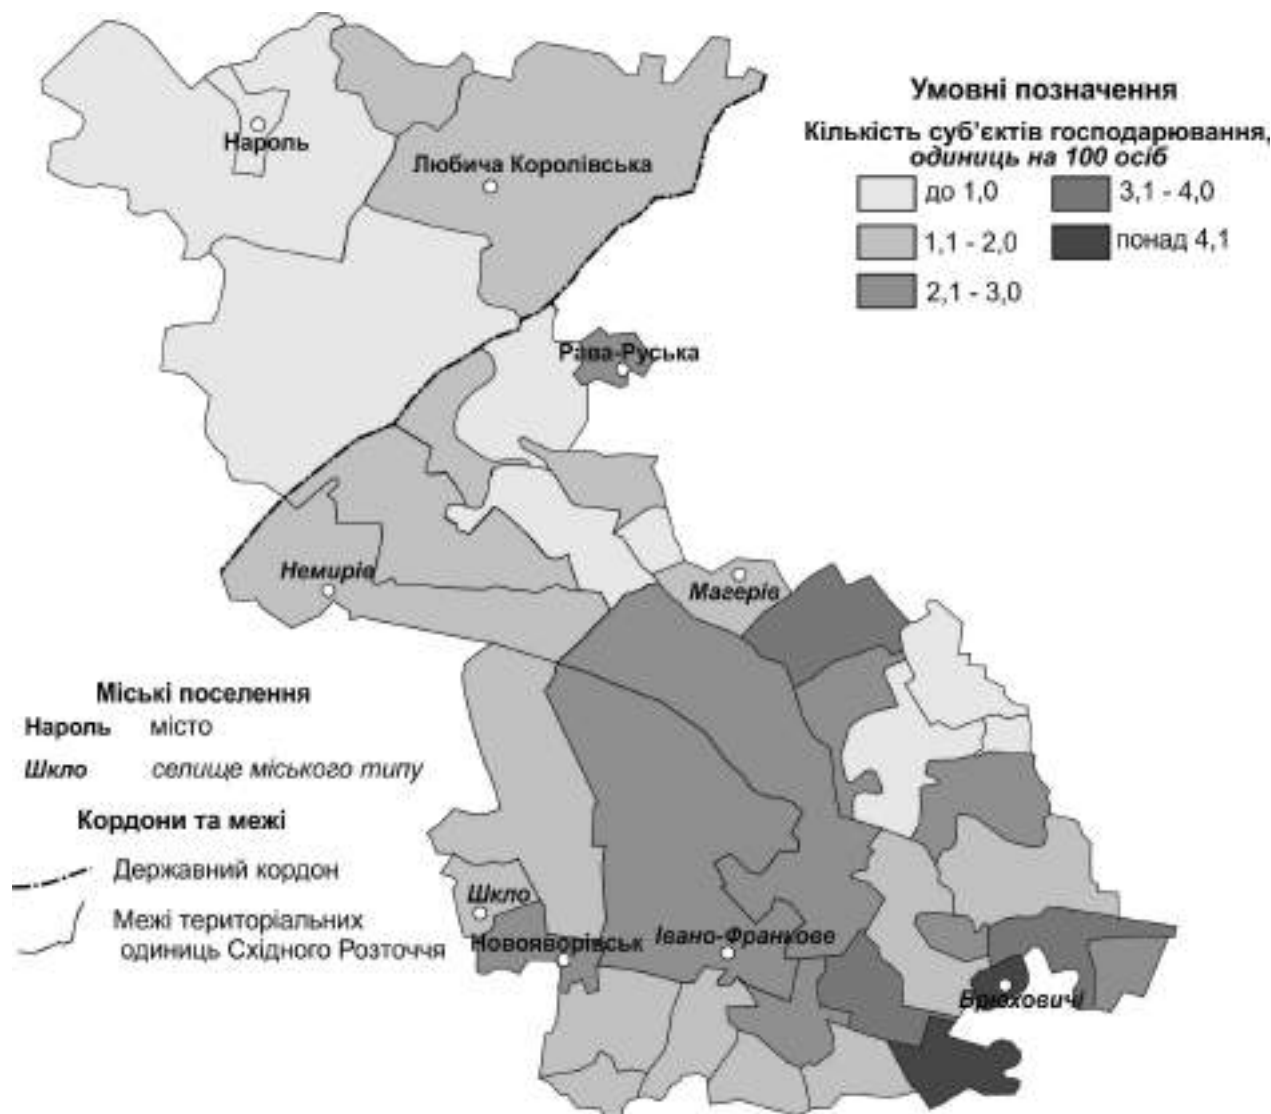 Умовні позначення
Кількість суб'єктів господарювання,
одиниць на 100 осіб
до 1,0
3,1 - 4,0
1,1 - 2,0
понад 4,1
2,1 - 3,0
Нароль
Любича Королівська
Рава-Руська
Немирів
Магерів
Міські поселення
Нароль місто
Шкло селище міського типу
Кордони та межі
Державний кордон
Межі територіальних
одиниць Східного Розточчя
Шкло
Новояворівськ
Івано-Франкове
Брюховичі